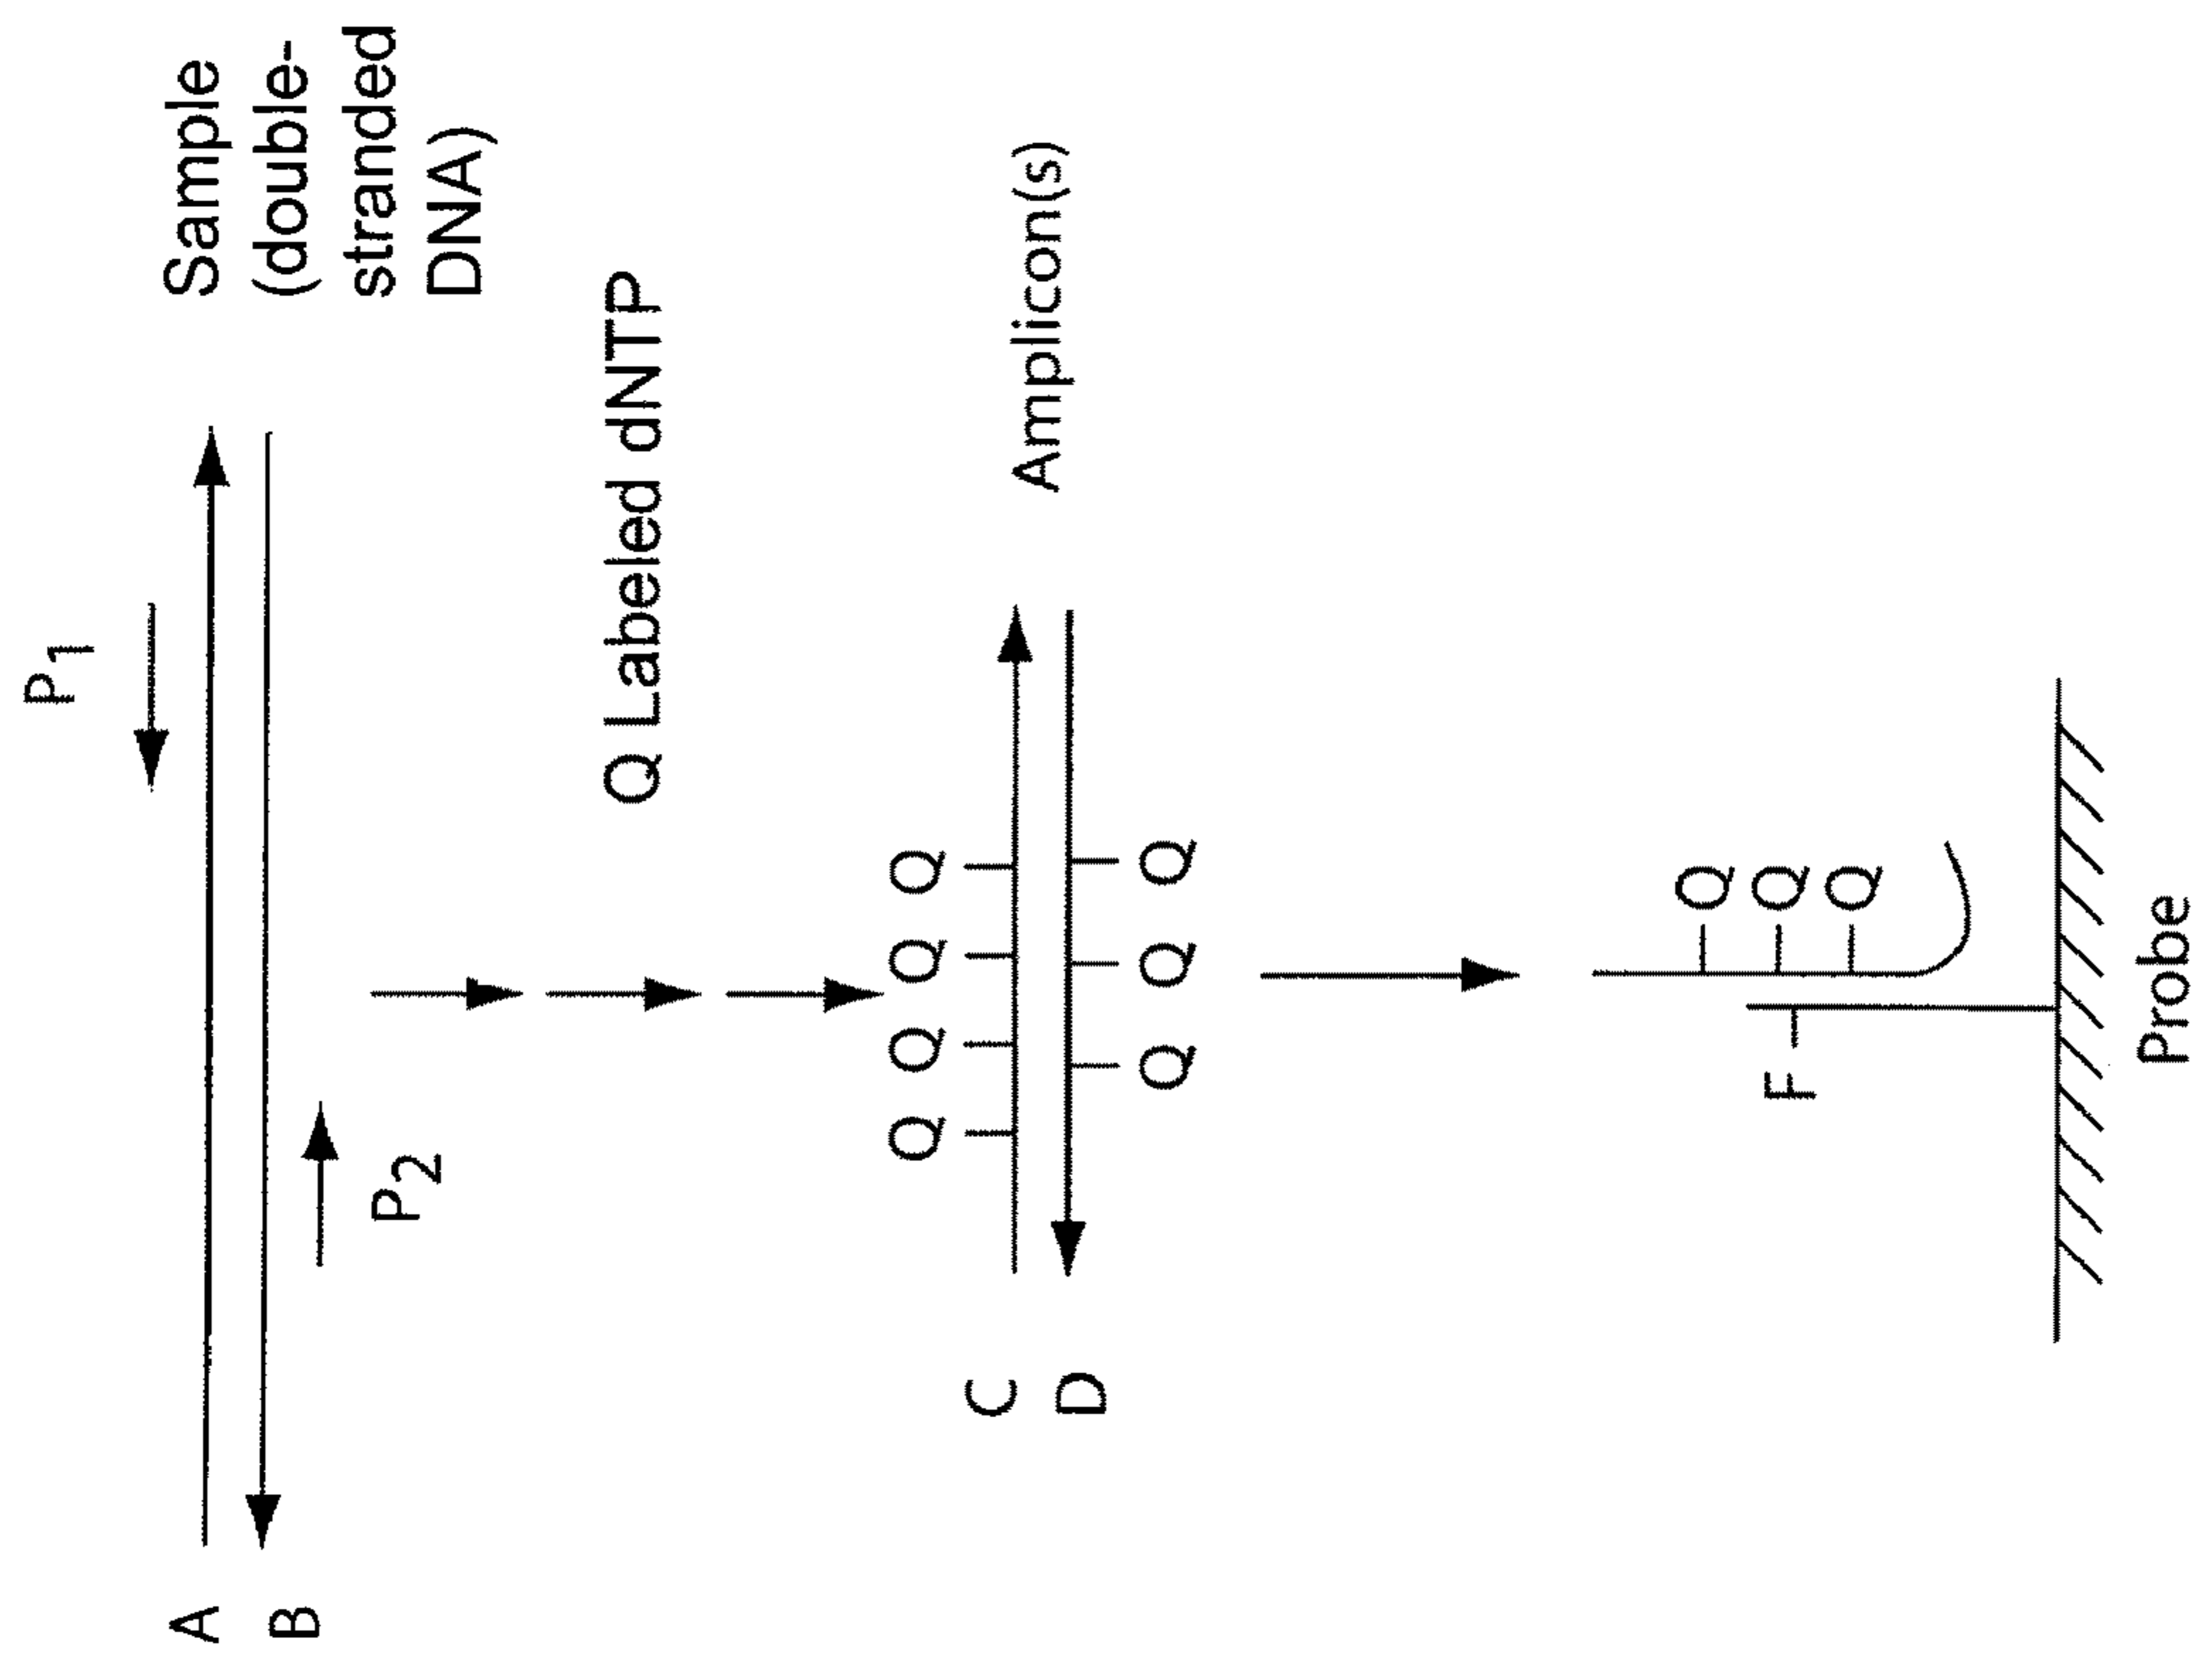 P1
A
Sample
B
(double-
stranded
DNA)
P2
Q Labeled dNTP
Q Q Q Q
C
Amplicon(s)
D
Q Q Q
Q
Q
Q
F
Probe